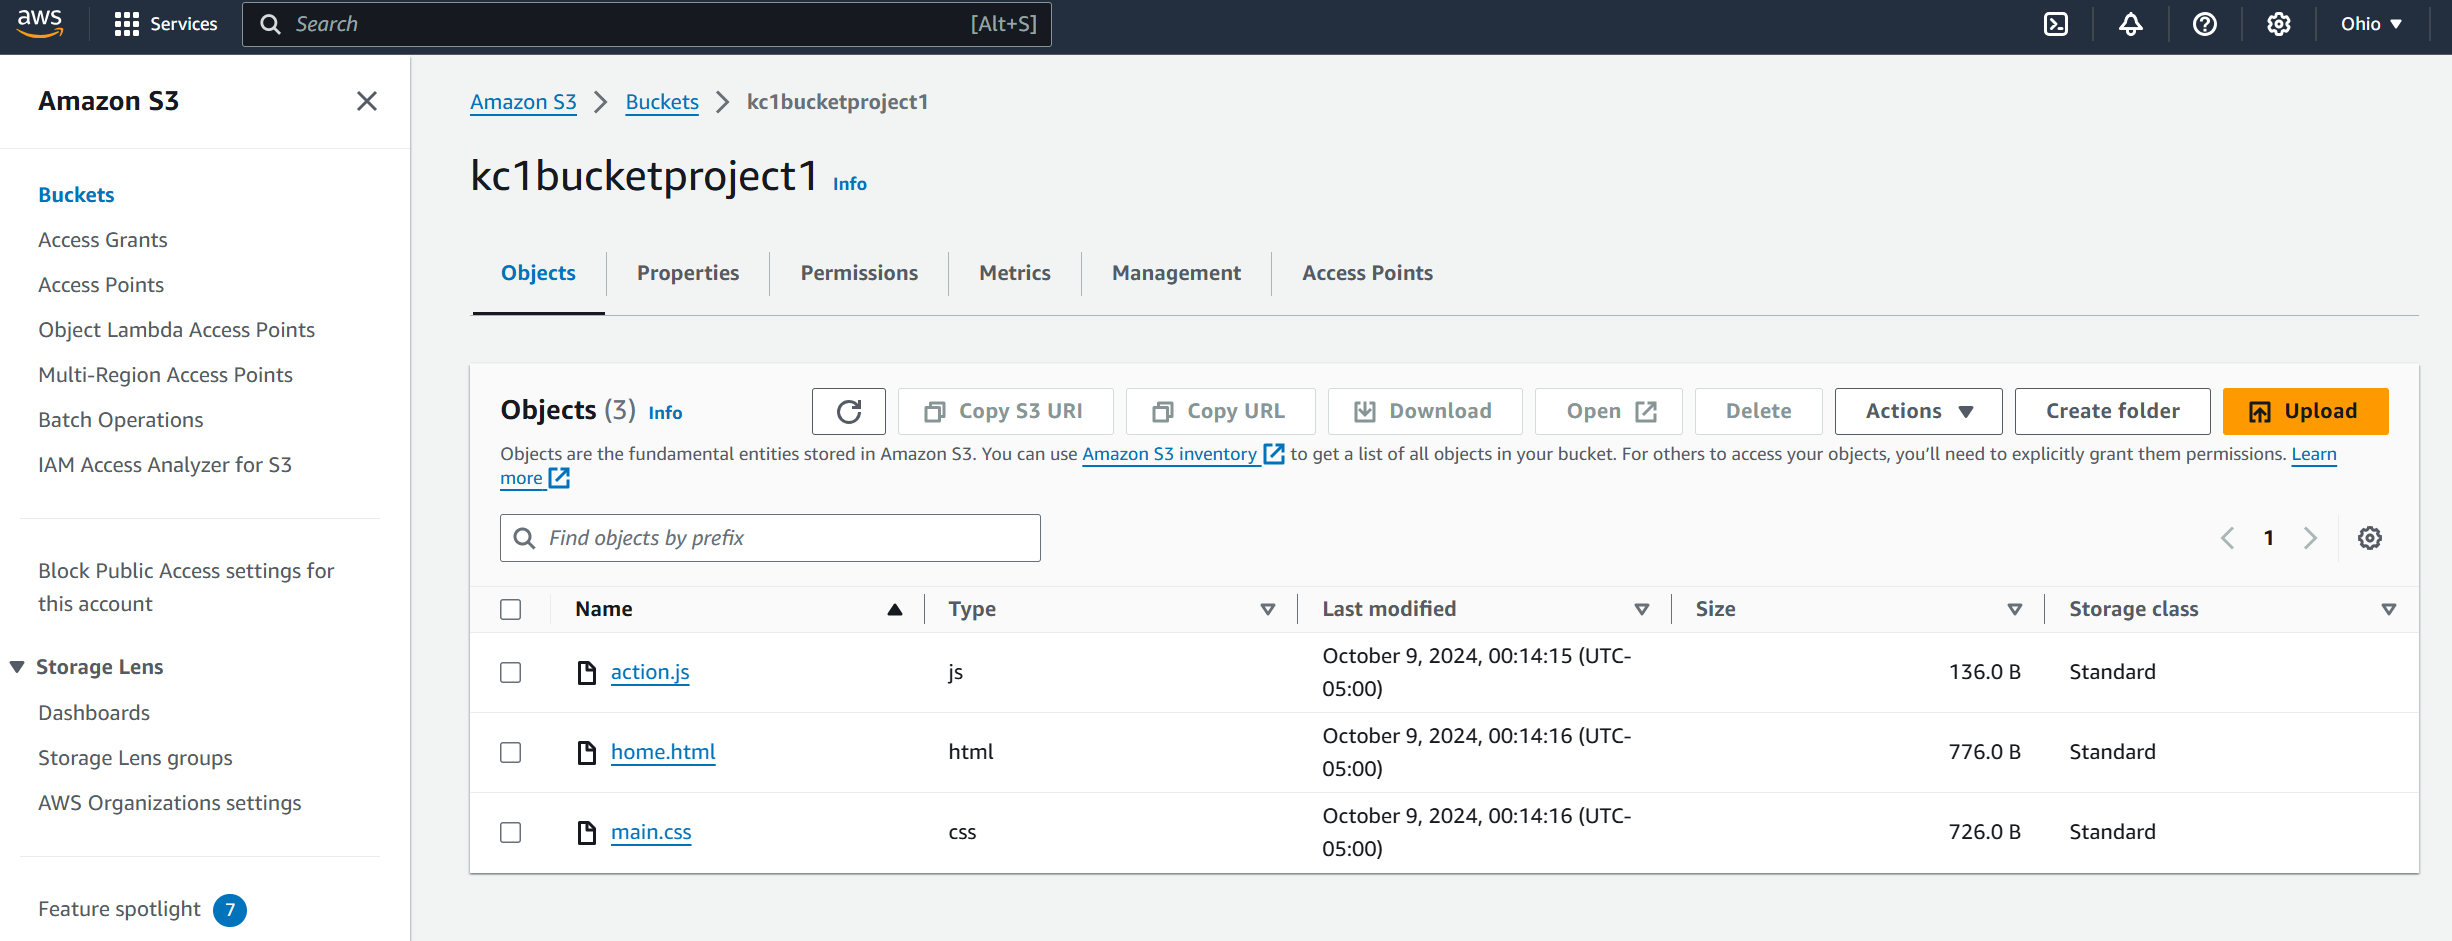 aws
Services
Search
[Alt+S]
Ohio
Amazon S3
Buckets
Access Grants
Access Points
Object Lambda Access Points
Multi-Region Access Points
Batch Operations
IAM Access Analyzer for S3
Block Public Access settings for
this account
Storage Lens
Dashboards
Storage Lens groups
AWS Organizations settings
Feature spotlight 7
Amazon S3 > Buckets > kc1bucketproject1
kc1bucketproject1 Info
Objects Properties Permissions Metrics Management Access Points
Objects (3) Info
Copy S3 URI Copy URL Download Open Delete Actions Create folder Upload
Objects are the fundamental entities stored in Amazon S3. You can use Amazon S3 inventory to get a list of all objects in your bucket. For others to access your objects, you'll need to explicitly grant them permissions. Learn
more
Find objects by prefix
1
Name Type Last modified Size Storage class
action.js js October 9, 2024, 00:14:15 (UTC-
05:00) 136.0 B Standard
home.html html October 9, 2024, 00:14:16 (UTC-
05:00) 776.0 B Standard
main.css css October 9, 2024, 00:14:16 (UTC-
05:00) 726.0 B Standard